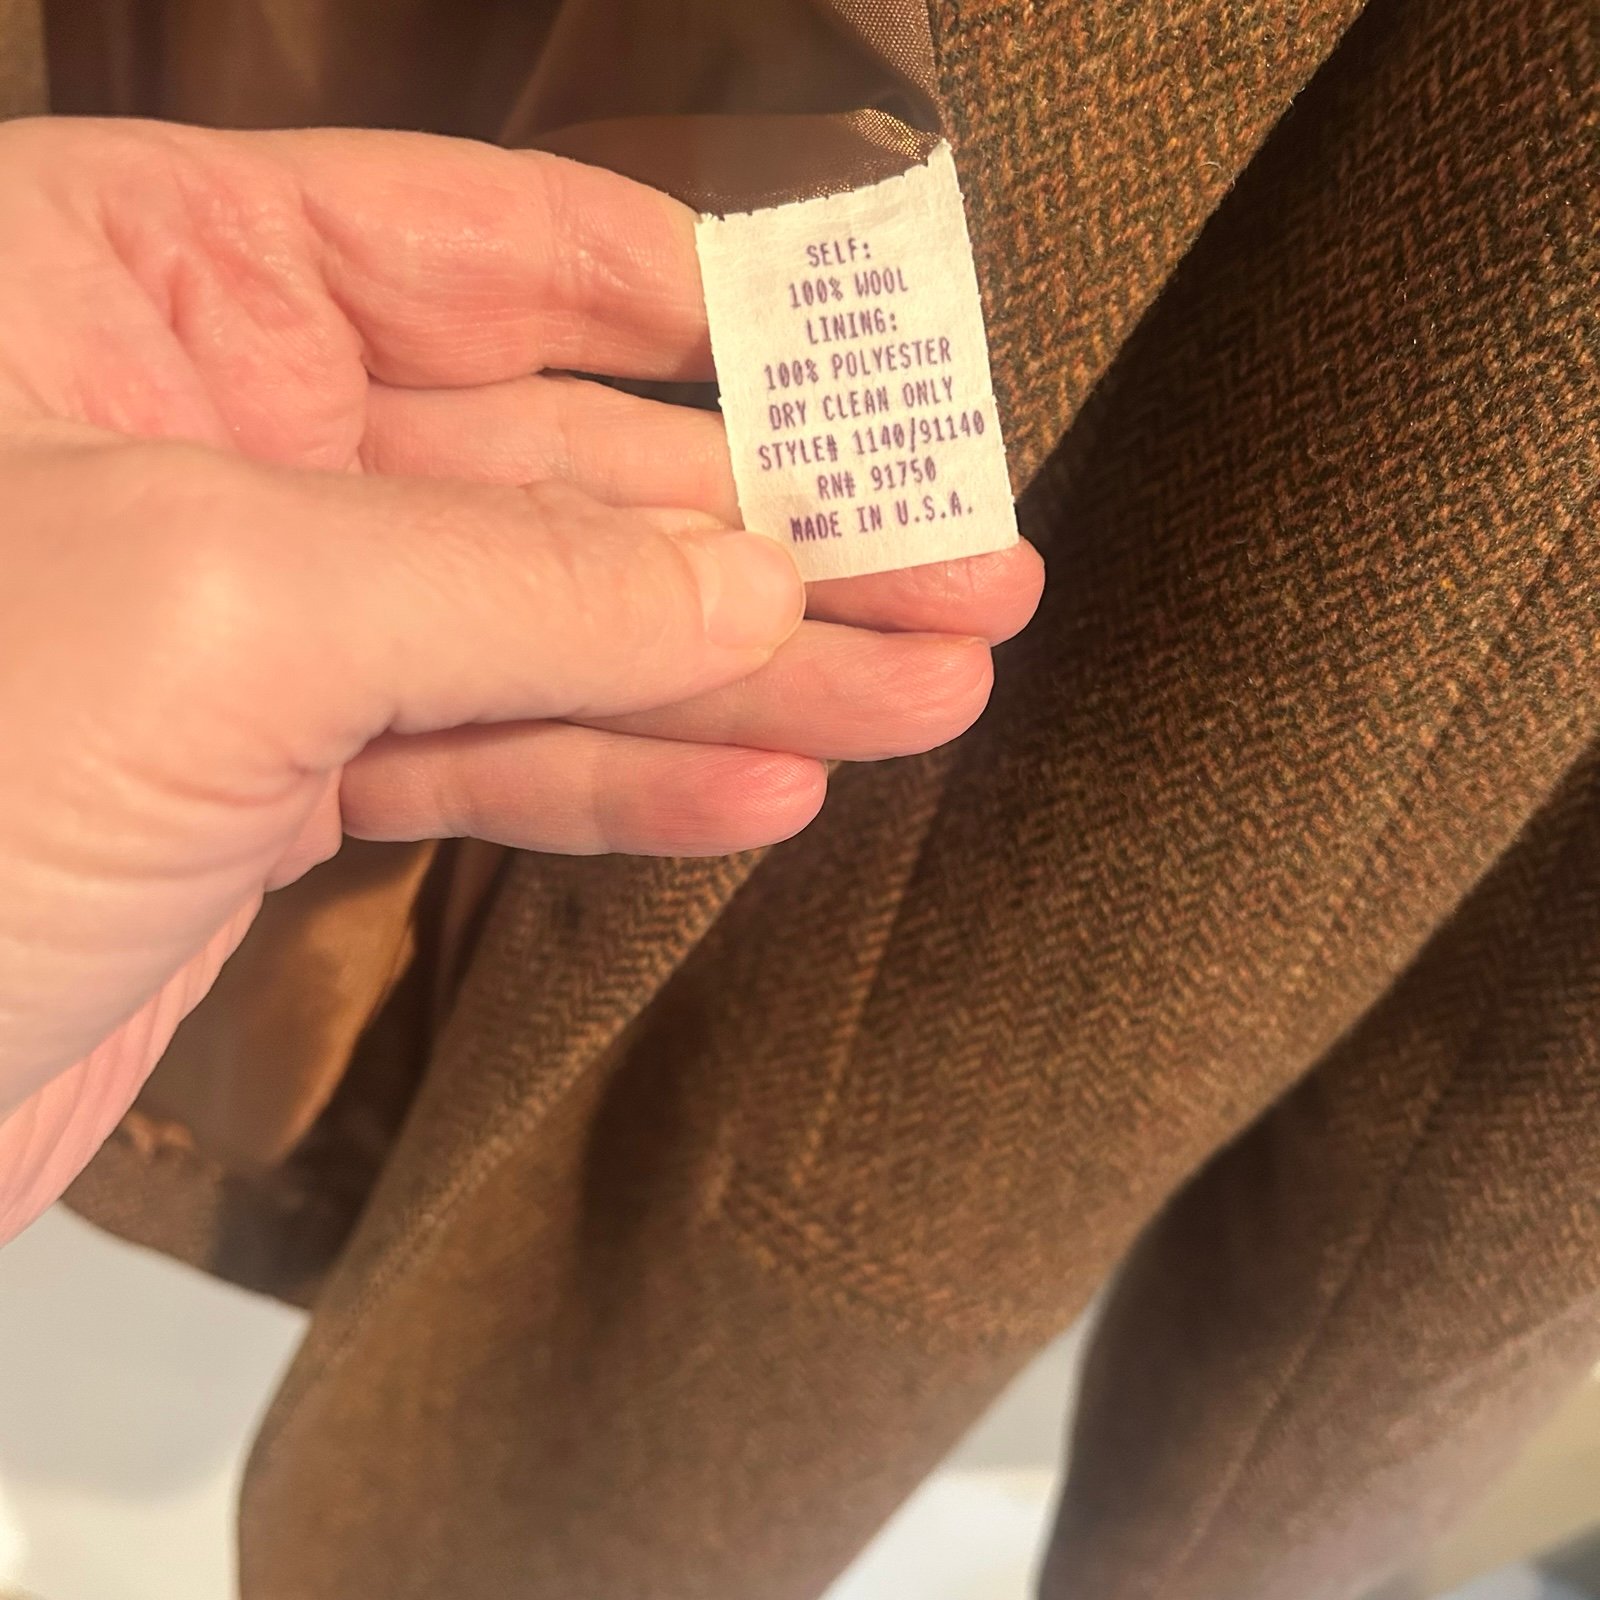 SELF:
100% WOOL
LINING:
100% POLYESTER
DRY CLEAN ONLY
STYLE# 1140/91140
RN# 91750
MADE IN U.S.A.